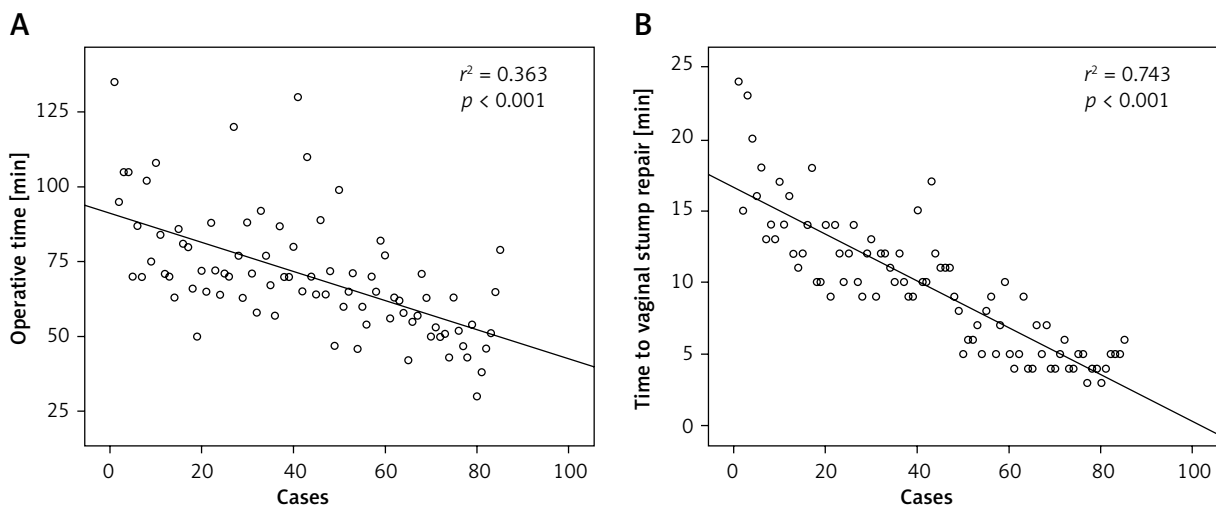 A
r² = 0.363
p < 0.001
Operative time [min]
125
100
75
50
25
0 20 40 60 80 100
Cases
B
r² = 0.743
p < 0.001
Time to vaginal stump repair [min]
25
20
15
10
5
0
0 20 40 60 80 100
Cases